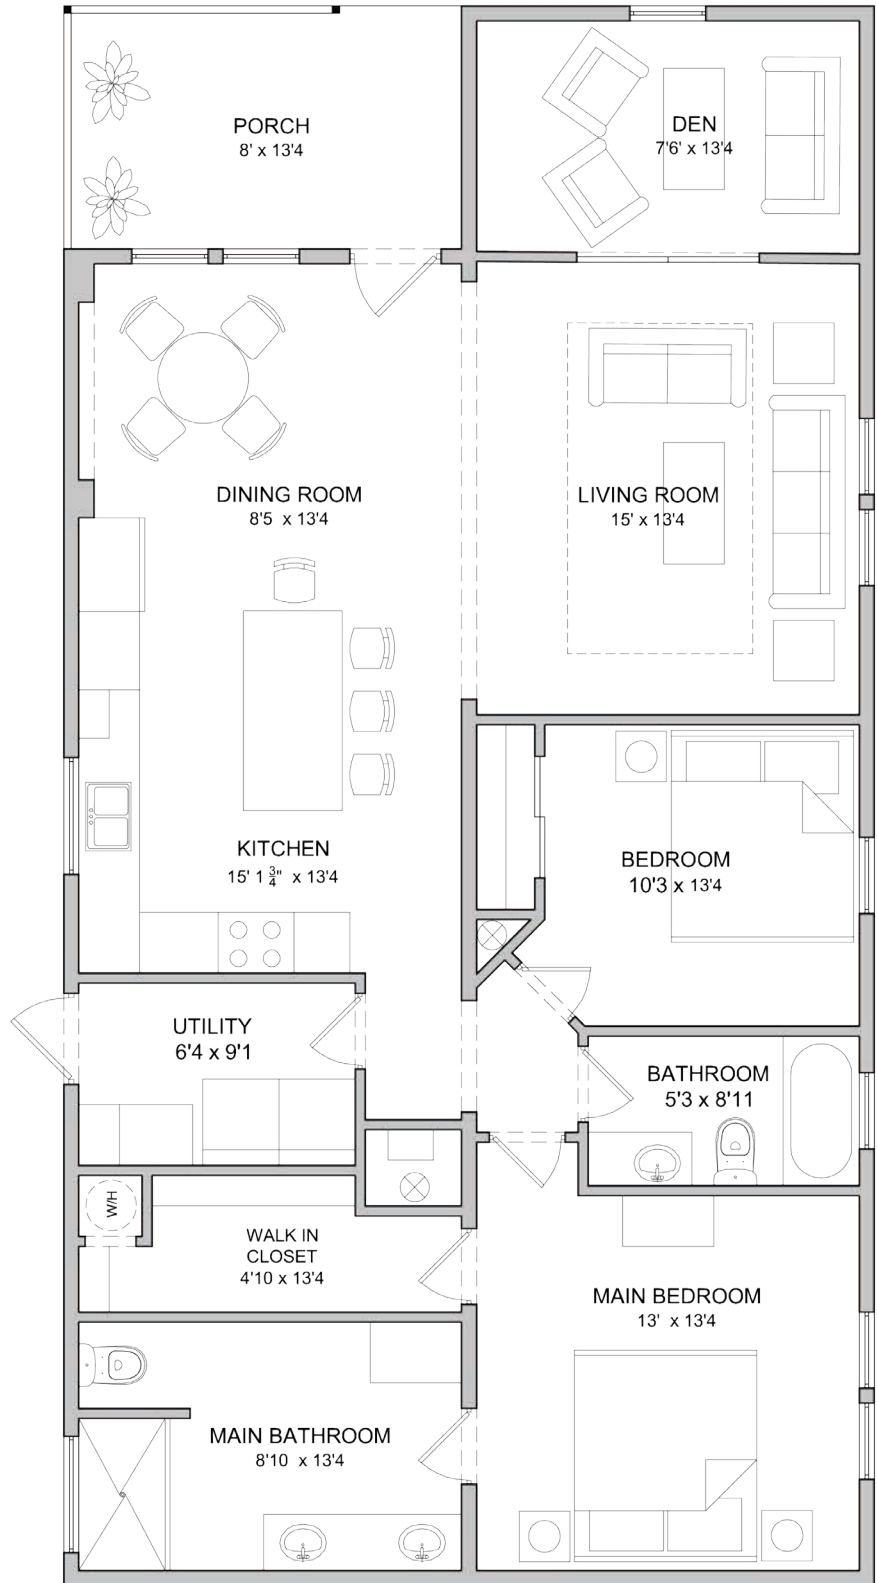 PORCH
8' x 13'4
DEN
7'6' x 13'4
DINING ROOM
8'5 x 13'4
LIVING ROOM
15' x 13'4
KITCHEN
15' 1 3/4" x 13'4
BEDROOM
10'3 x 13'4
UTILITY
6'4 x 9'1
BATHROOM
5'3 x 8'11
W/H
WALK IN
CLOSET
4'10 x 13'4
MAIN BEDROOM
13' x 13'4
MAIN BATHROOM
8'10 x 13'4